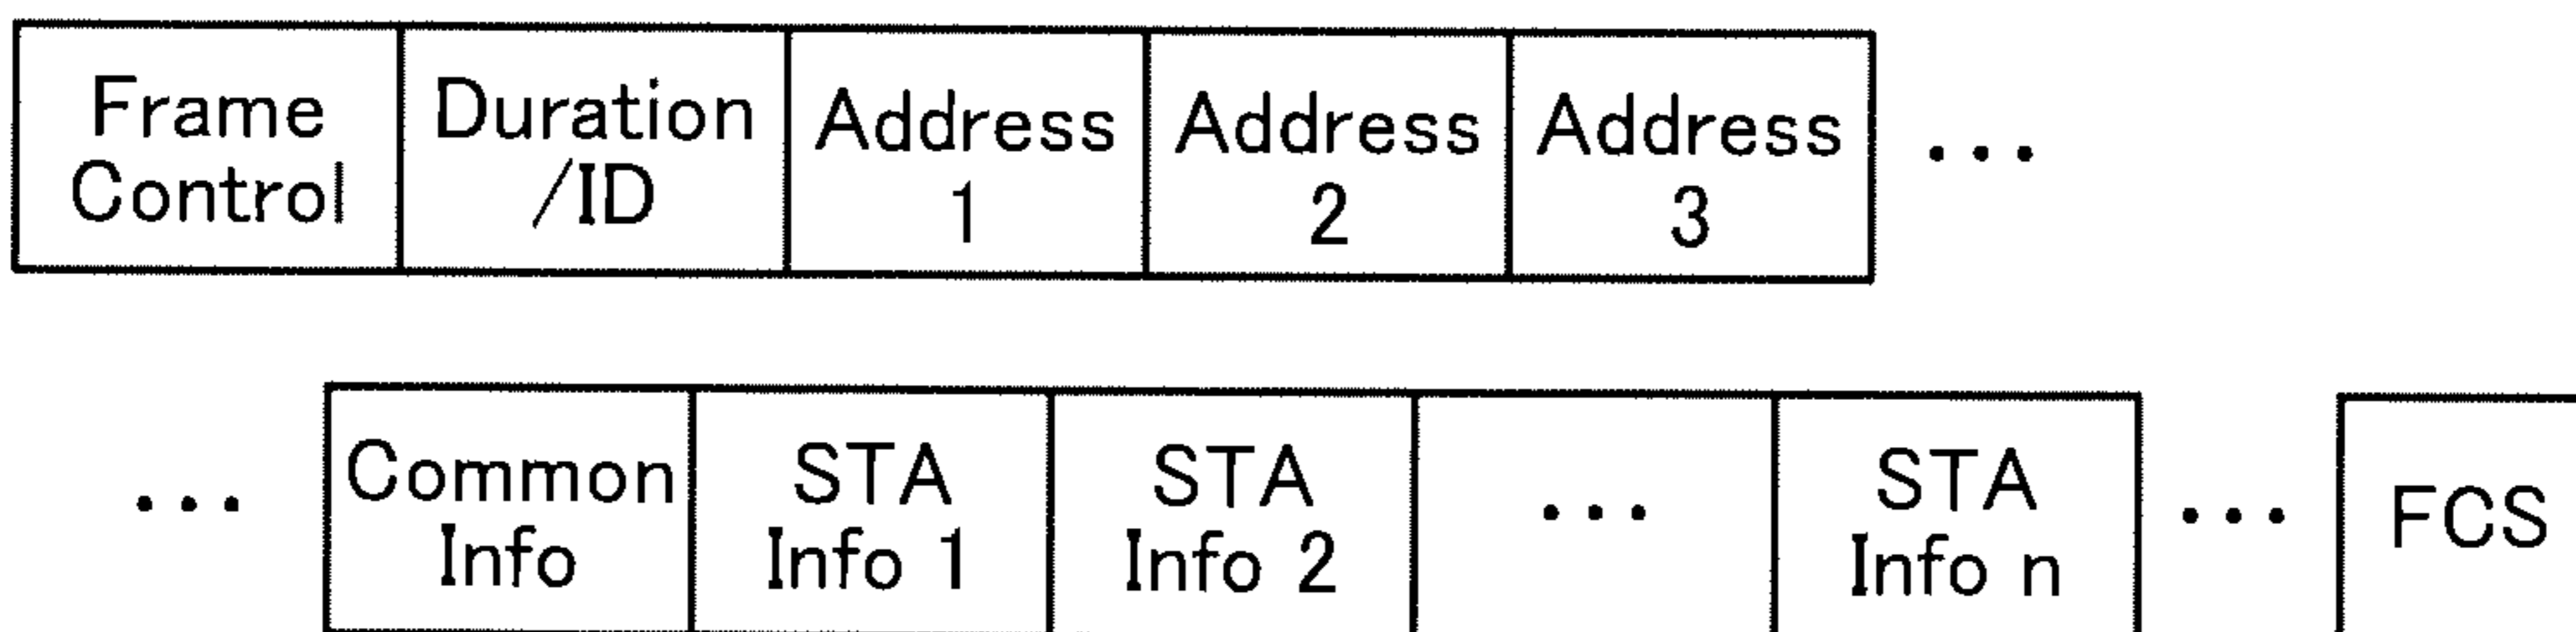 Frame Control Duration /ID Address 1 Address 2 Address 3 ...
... Common Info STA Info 1 STA Info 2 ... STA Info n ... FCS